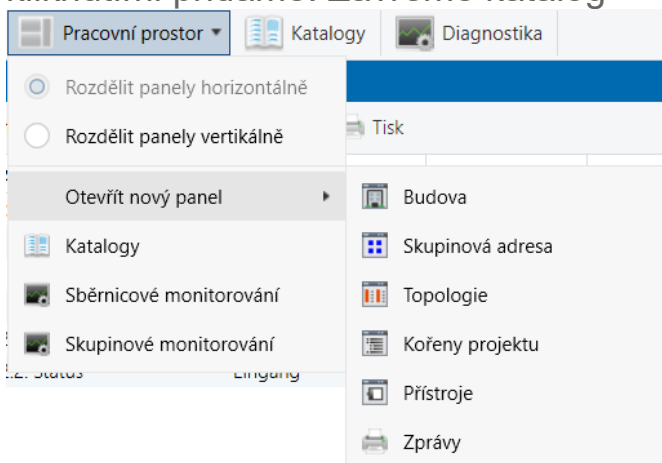 Pracovní prostor Katalogy Diagnostika
Rozdělit panely horizontálně
Rozdělit panely vertikálně
Tisk
Otevřít nový panel
Katalogy
Sběrnicové monitorování
Skupinové monitorování
Budova
Skupinová adresa
Topologie
Kořeny projektu
Přístroje
Zprávy